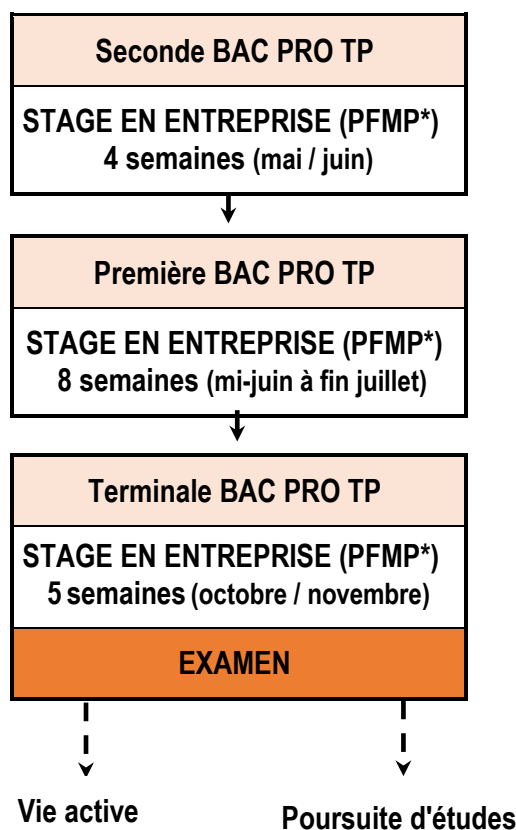 Seconde BAC PRO TP
STAGE EN ENTREPRISE (PFMP*)
4 semaines (mai / juin)
Première BAC PRO TP
STAGE EN ENTREPRISE (PFMP*)
8 semaines (mi-juin à fin juillet)
Terminale BAC PRO TP
STAGE EN ENTREPRISE (PFMP*)
5 semaines (octobre / novembre)
EXAMEN
Vie active
Poursuite d'études